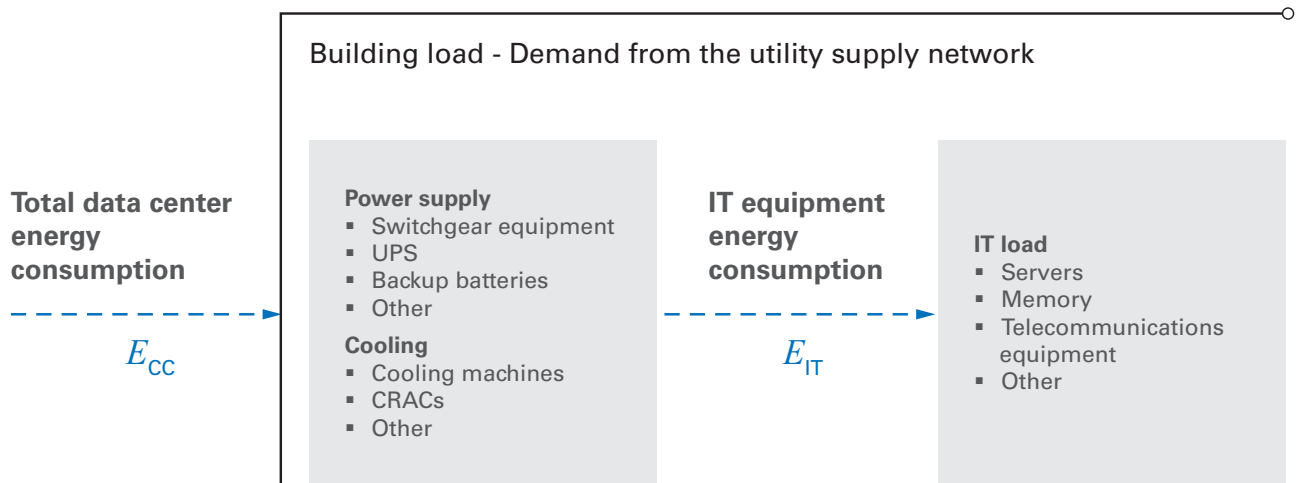 Building load - Demand from the utility supply network
Total data center
energy
consumption
E_CC
Power supply
▪ Switchgear equipment
▪ UPS
▪ Backup batteries
▪ Other
Cooling
▪ Cooling machines
▪ CRACs
▪ Other
IT equipment
energy
consumption
E_IT
IT load
▪ Servers
▪ Memory
▪ Telecommunications
equipment
▪ Other